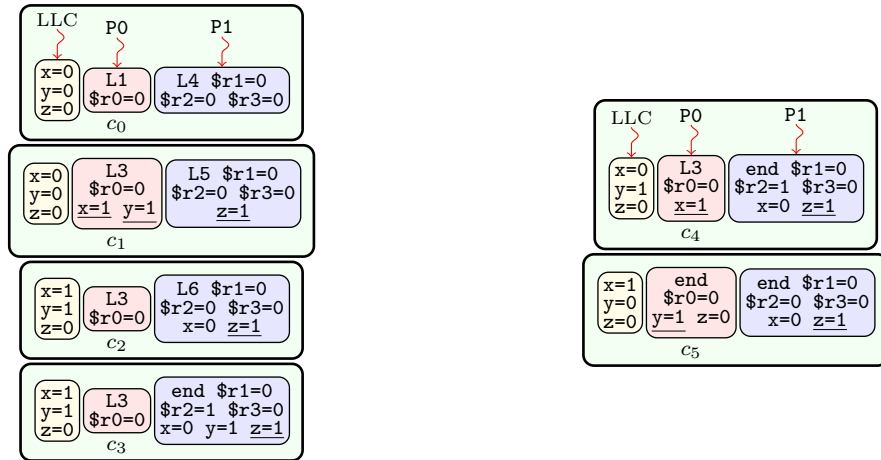 LLC P0 P1
x=0 L1 L4 $r1=0
y=0 $r0=0 $r2=0 $r3=0
z=0
c0
x=0 L3 L5 $r1=0
y=0 $r0=0 $r2=0 $r3=0
z=0 x=1 y=1 z=1
c1
x=1 L3 L6 $r1=0
y=1 $r0=0 $r2=0 $r3=0
z=0 x=0 z=1
c2
x=1 L3 end $r1=0
y=1 $r0=0 $r2=1 $r3=0
z=0 x=0 y=1 z=1
c3
LLC P0 P1
x=0 L3 end $r1=0
y=1 $r0=0 $r2=1 $r3=0
z=0 x=1 x=0 z=1
c4
x=1 end end $r1=0
y=0 $r0=0 $r2=0 $r3=0
z=0 y=1 z=0 x=0 z=1
c5